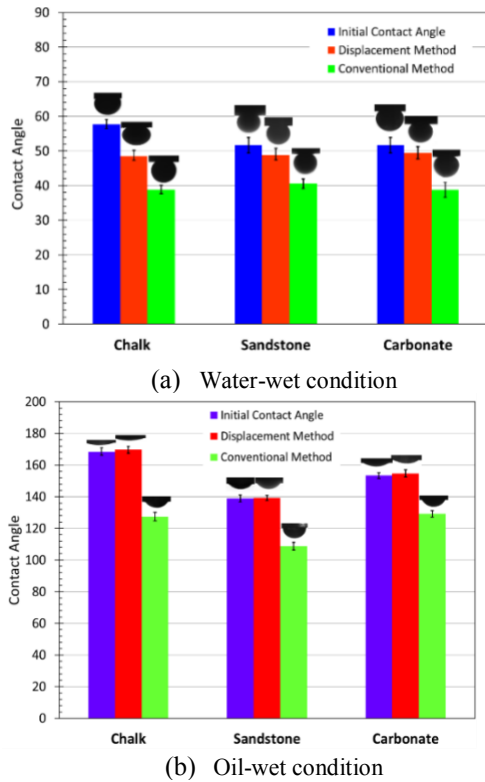 90
80
70
60
50
40
30
20
10
0
Contact Angle
Initial Contact Angle
Displacement Method
Conventional Method
Chalk Sandstone Carbonate
(a) Water-wet condition
200
180
160
140
120
100
80
60
40
20
0
Contact Angle
Initial Contact Angle
Displacement Method
Conventional Method
Chalk Sandstone Carbonate
(b) Oil-wet condition